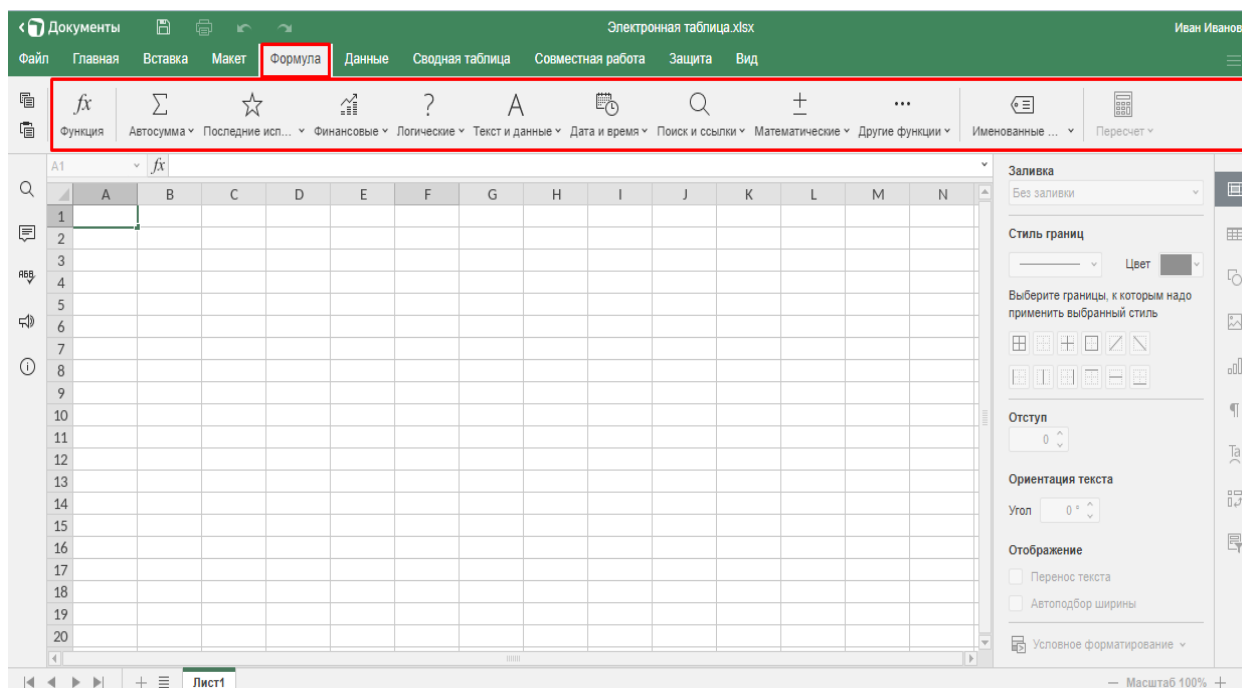 Документы
Электронная таблица.xlsx
Иван Иванов
Файл Главная Вставка Макет Формула Данные Сводная таблица Совместная работа Защита Вид
fx
Функция Автосумма Последние исп... Финансовые Логические Текст и данные Дата и время Поиск и ссылки Математические Другие функции Именованные ... Пересчет
A1 fx
A B C D E F G H I J K L M N
1
2
3
4
5
6
7
8
9
10
11
12
13
14
15
16
17
18
19
20
Заливка
Без заливки
Стиль границ
Цвет
Выберите границы, к которым надо
применить выбранный стиль
Отступ
0
Ориентация текста
Угол 0 °
Отображение
Перенос текста
Автоподбор ширины
Условное форматирование
Лист1
Масштаб 100%